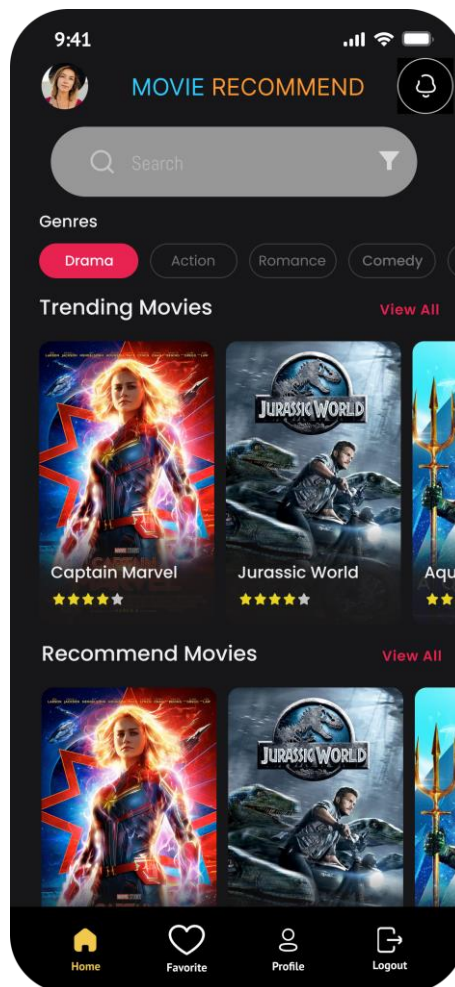 9:41
MOVIE RECOMMEND
Search
Genres
Drama Action Romance Comedy
Trending Movies View All
JURASSIC WORLD
Captain Marvel Jurassic World Aqu
Recommend Movies View All
JURASSIC WORLD
Home Favorite Profile Logout